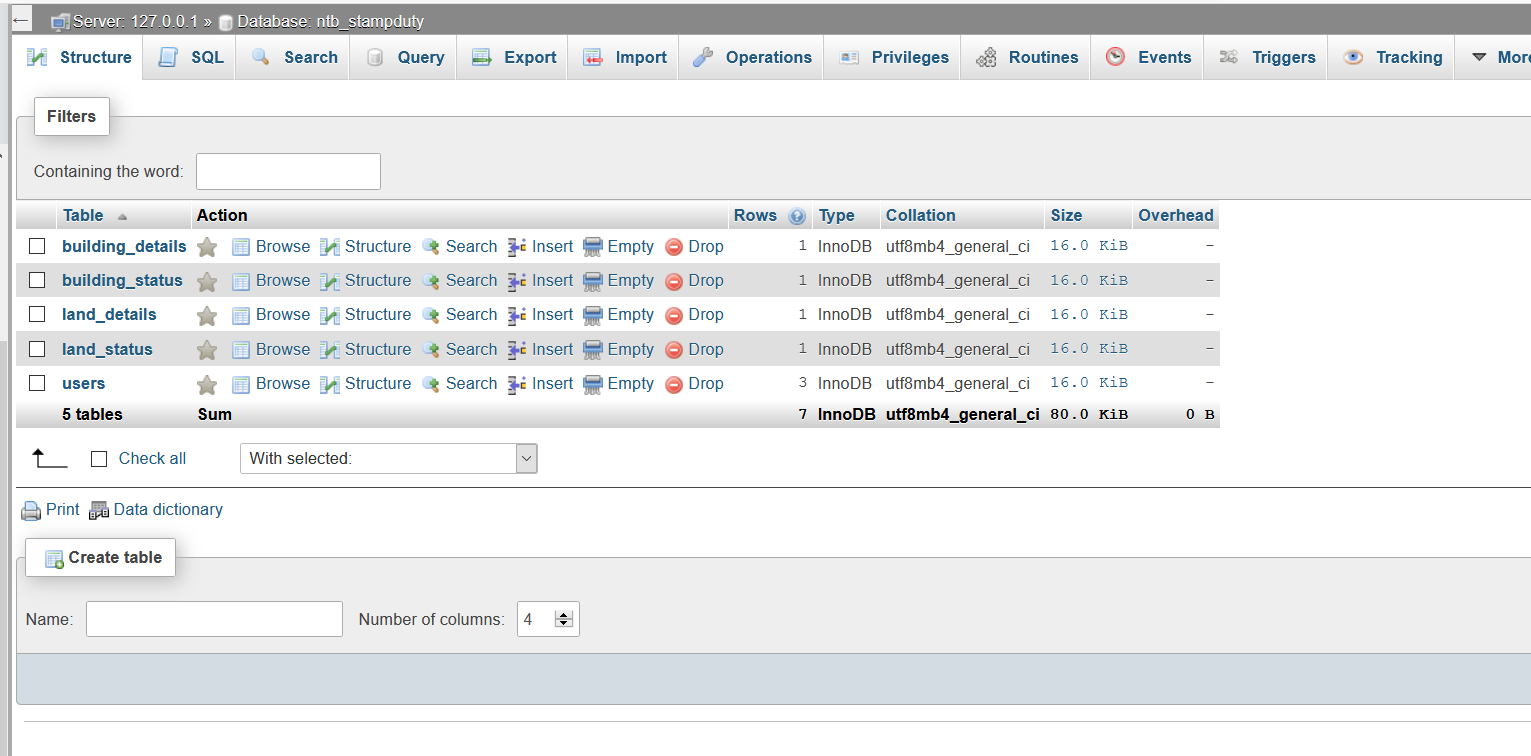 ← Server: 127.0.0.1 » Database: ntb_stampduty
Structure SQL Search Query Export Import Operations Privileges Routines Events Triggers Tracking More
Filters
Containing the word:
Table Action Rows Type Collation Size Overhead
building_details Browse Structure Search Insert Empty Drop 1 InnoDB utf8mb4_general_ci 16.0 KiB -
building_status Browse Structure Search Insert Empty Drop 1 InnoDB utf8mb4_general_ci 16.0 KiB -
land_details Browse Structure Search Insert Empty Drop 1 InnoDB utf8mb4_general_ci 16.0 KiB -
land_status Browse Structure Search Insert Empty Drop 1 InnoDB utf8mb4_general_ci 16.0 KiB -
users Browse Structure Search Insert Empty Drop 3 InnoDB utf8mb4_general_ci 16.0 KiB -
5 tables Sum 7 InnoDB utf8mb4_general_ci 80.0 KiB 0 B
Check all With selected:
Print Data dictionary
Create table
Name: Number of columns: 4